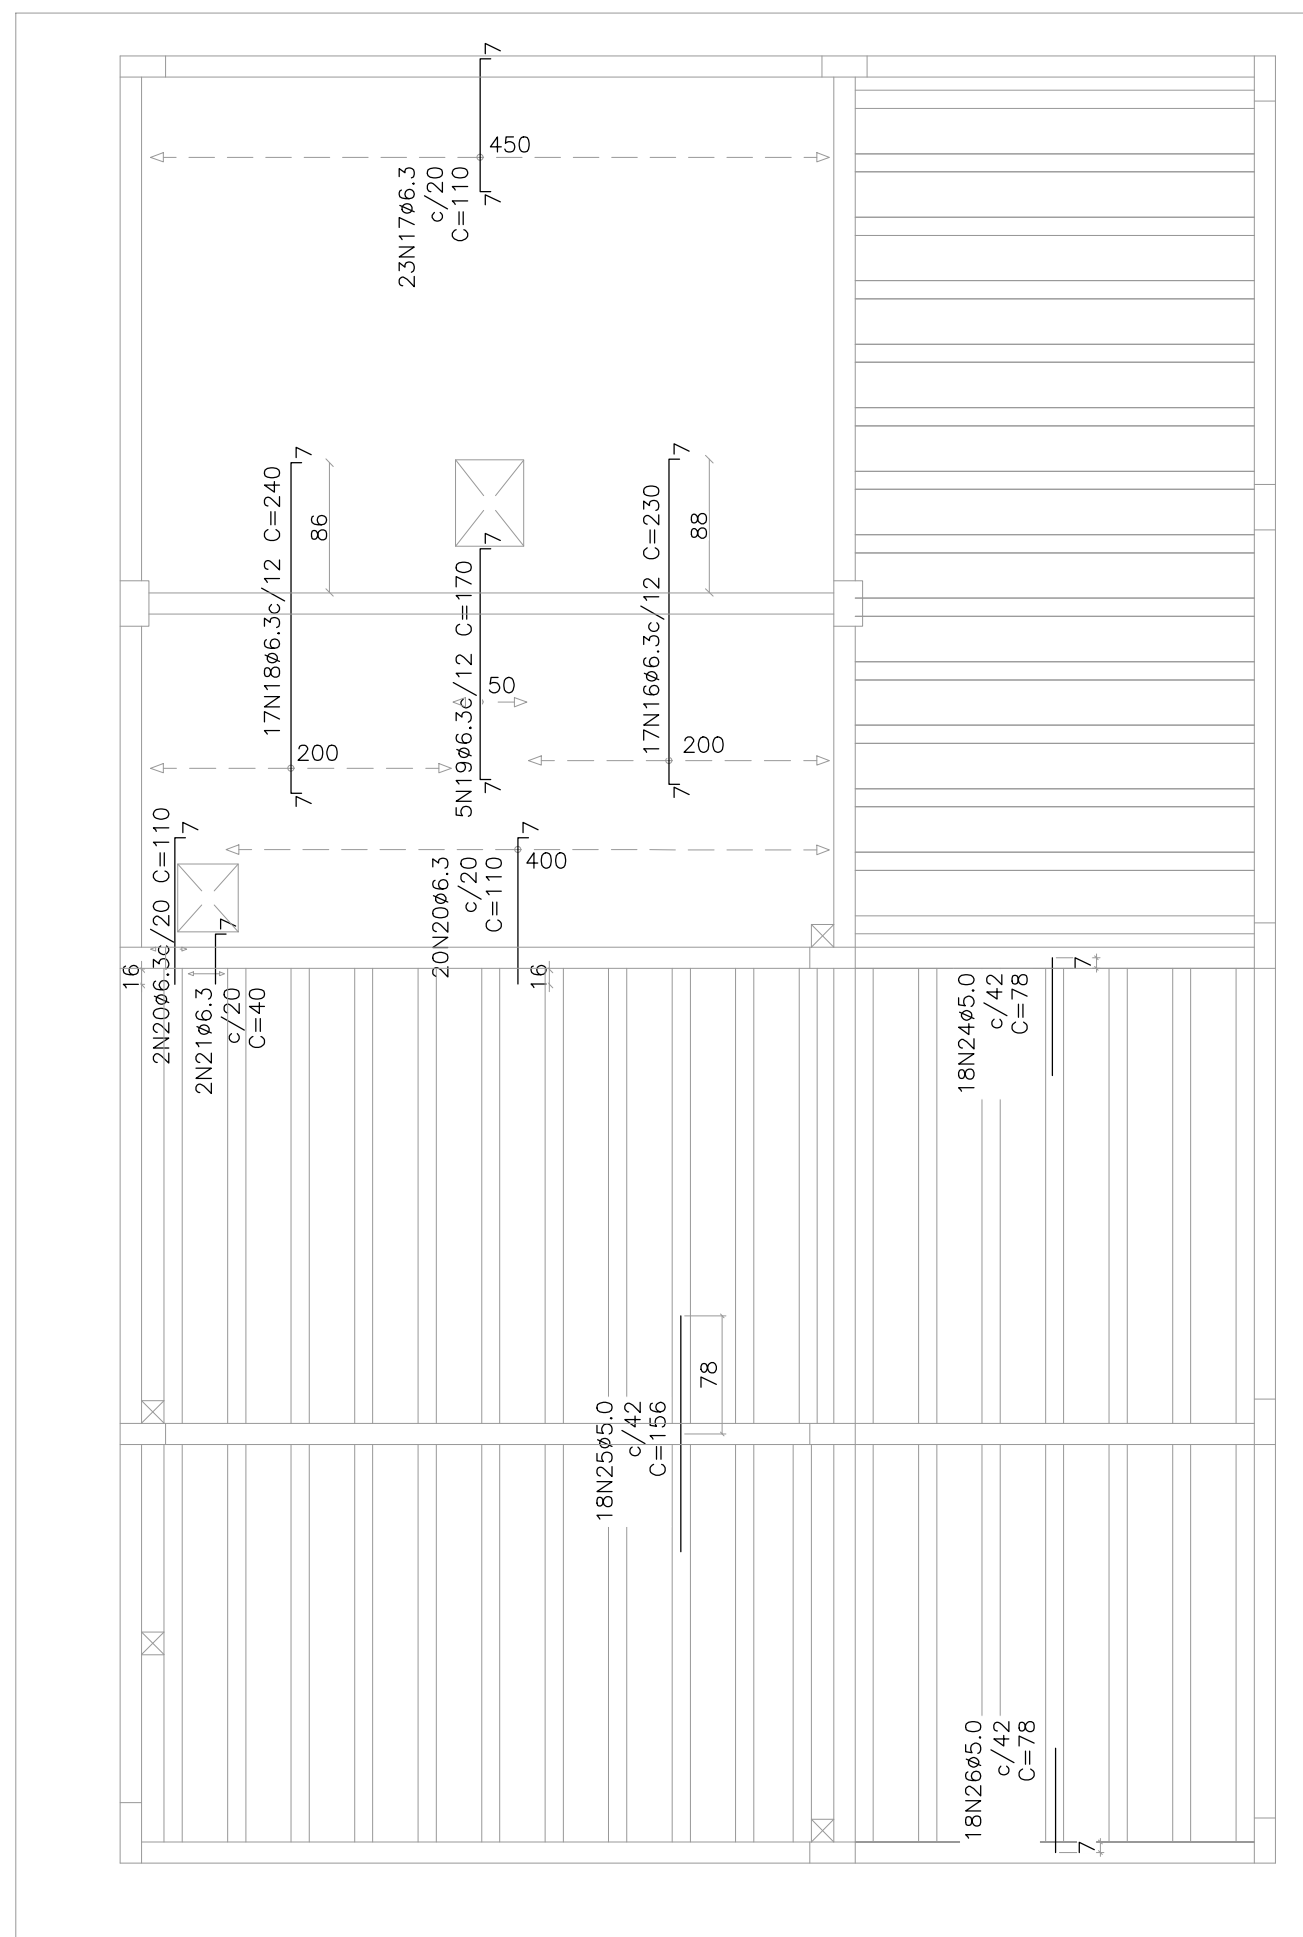 7
450
23N17ø6.3
c/20
C=110
7
17N18ø6.3c/12 C=240
7
86
200
7
5N19ø6.3c/12 C=170
7
50
7
17N16ø6.3c/12 C=230
7
88
200
7
2N20ø6.3c/20 C=110
7
16
2N21ø6.3
c/20
C=40
7
20N20ø6.3
c/20
C=110
7
400
16
18N24ø5.0
c/42
C=78
7
18N25ø5.0
c/42
C=156
78
18N26ø5.0
c/42
C=78
7